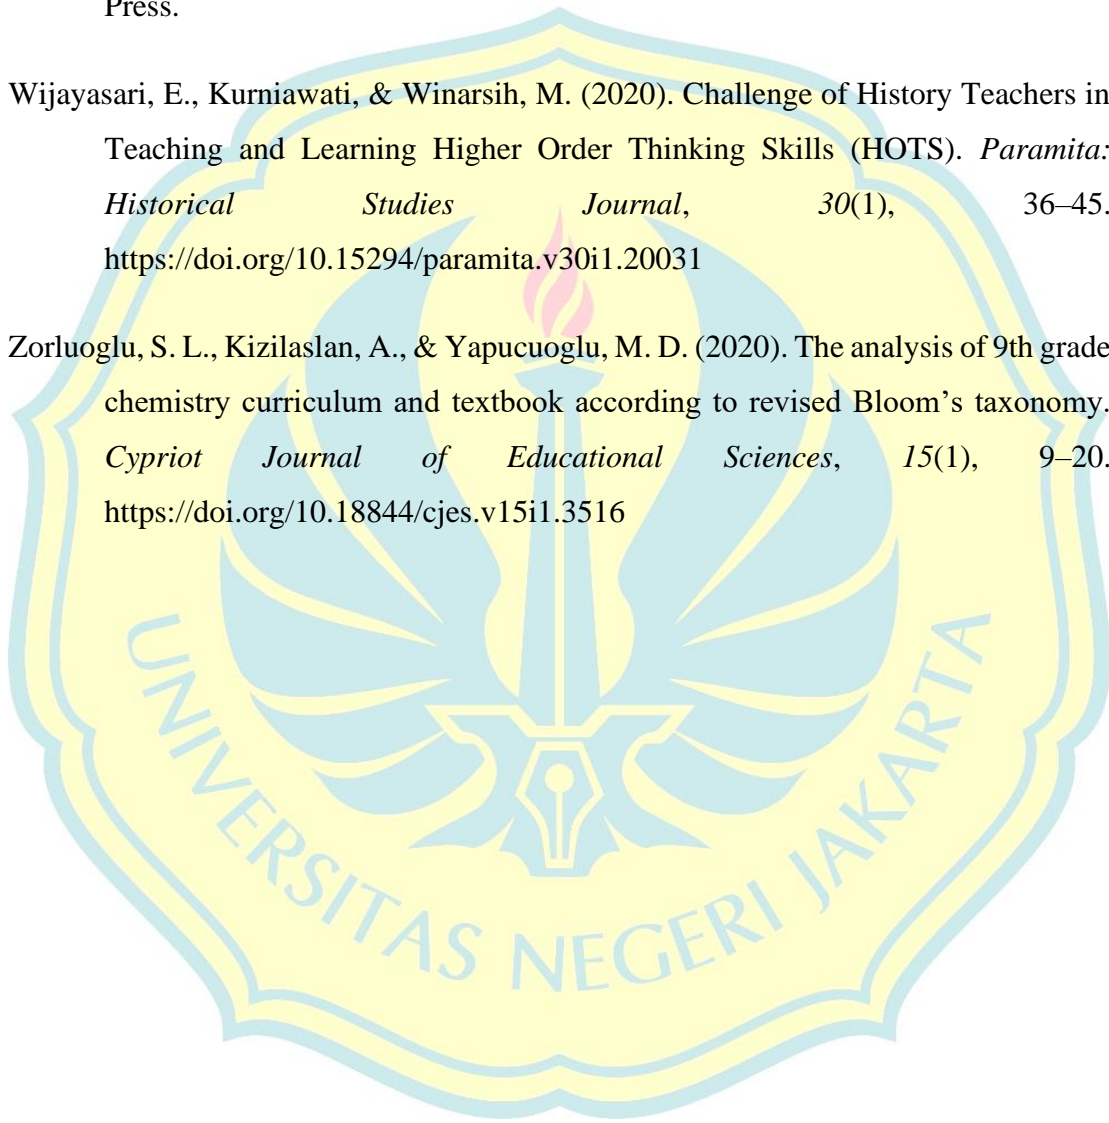 Press.
Wijayasari, E., Kurniawati, & Winarsih, M. (2020). Challenge of History Teachers in
Teaching and Learning Higher Order Thinking Skills (HOTS). Paramita:
Historical Studies Journal, 30(1), 36–45.
https://doi.org/10.15294/paramita.v30i1.20031
Zorluoglu, S. L., Kizilaslan, A., & Yapucuoglu, M. D. (2020). The analysis of 9th grade
chemistry curriculum and textbook according to revised Bloom’s taxonomy.
Cypriot Journal of Educational Sciences, 15(1), 9–20.
https://doi.org/10.18844/cjes.v15i1.3516
UNIVERSITAS NEGERI JAKARTA